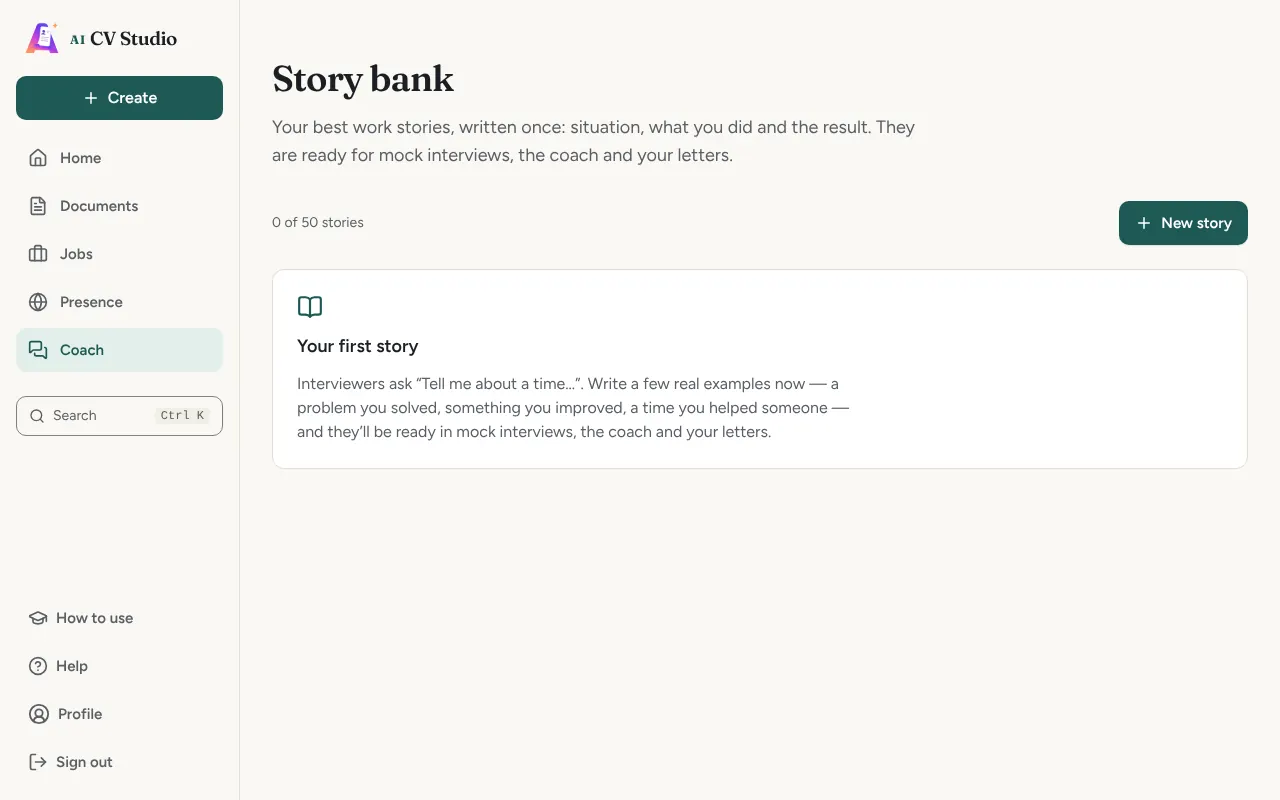 AI CV Studio
Create
Home
Documents
Jobs
Presence
Coach
Search Ctrl K
How to use
Help
Profile
Sign out
Story bank
Your best work stories, written once: situation, what you did and the result. They
are ready for mock interviews, the coach and your letters.
0 of 50 stories
New story
Your first story
Interviewers ask “Tell me about a time…”. Write a few real examples now — a
problem you solved, something you improved, a time you helped someone —
and they’ll be ready in mock interviews, the coach and your letters.